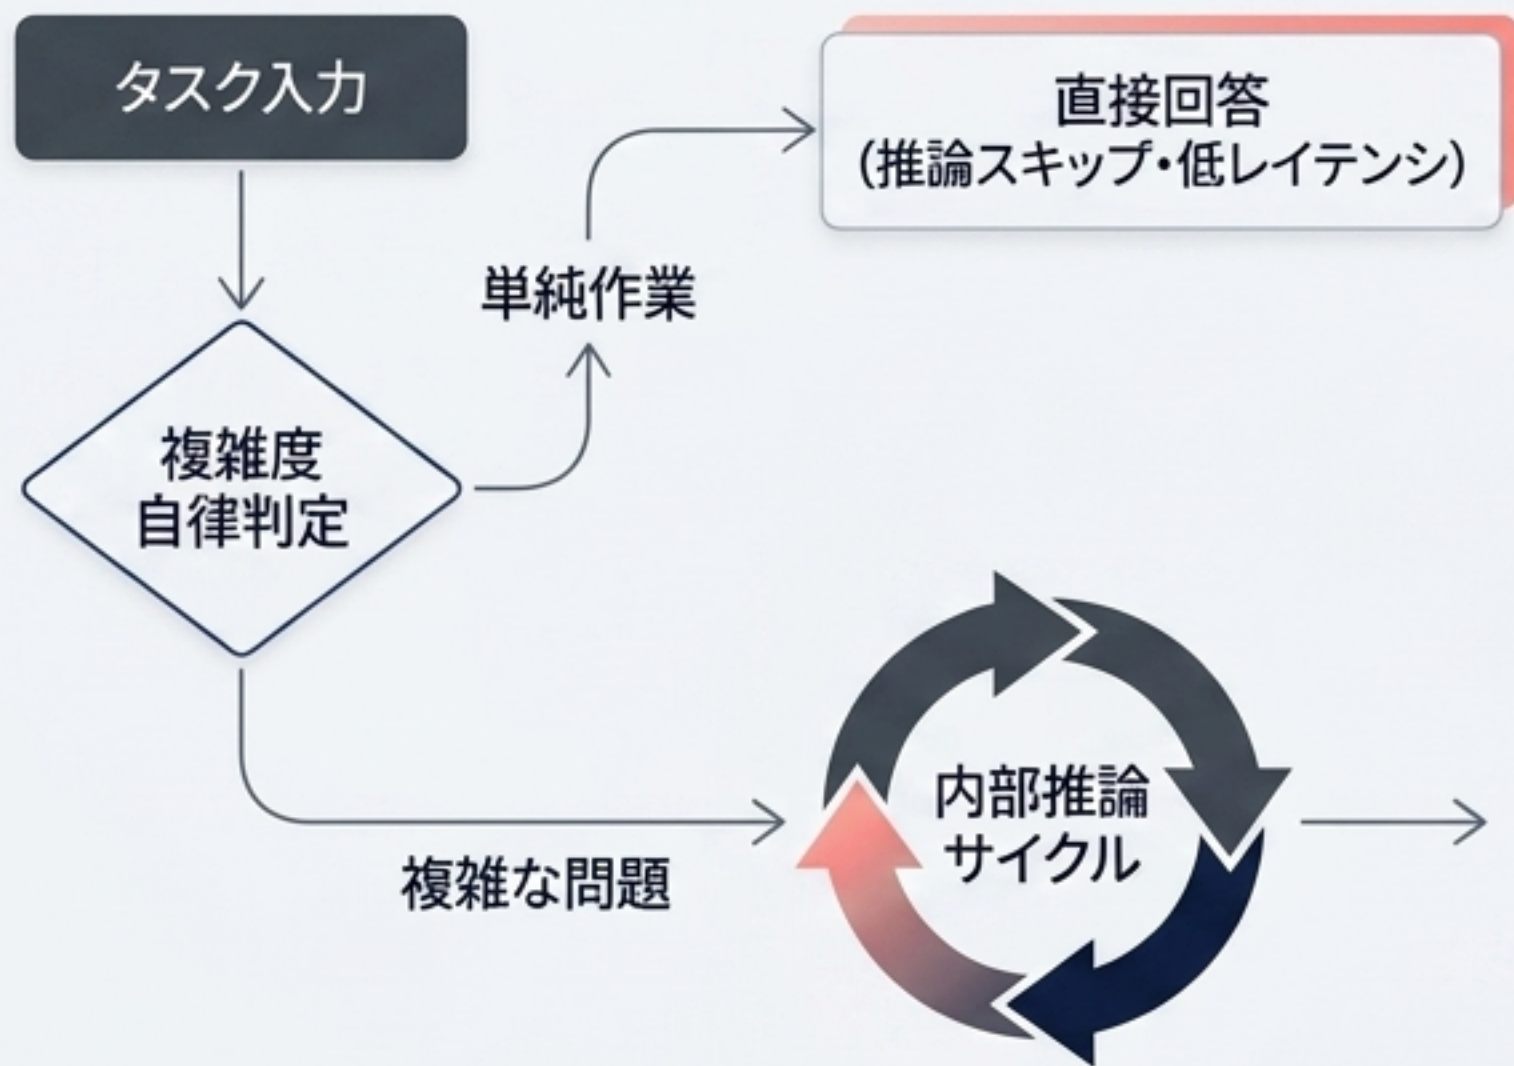 タスク入力
直接回答
(推論スキップ・低レイテンシ)
単純作業
複雑度
自律判定
内部推論
サイクル
複雑な問題